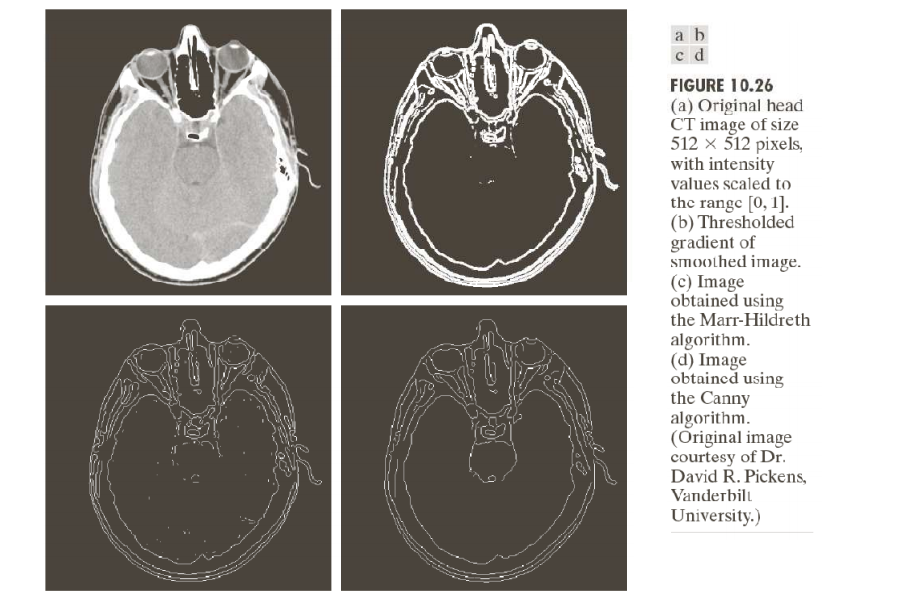 a b
c d
FIGURE 10.26
(a) Original head
CT image of size
512 × 512 pixels,
with intensity
values scaled to
the range [0, 1].
(b) Thresholded
gradient of
smoothed image.
(c) Image
obtained using
the Marr-Hildreth
algorithm.
(d) Image
obtained using
the Canny
algorithm.
(Original image
courtesy of Dr.
David R. Pickens,
Vanderbilt
University.)